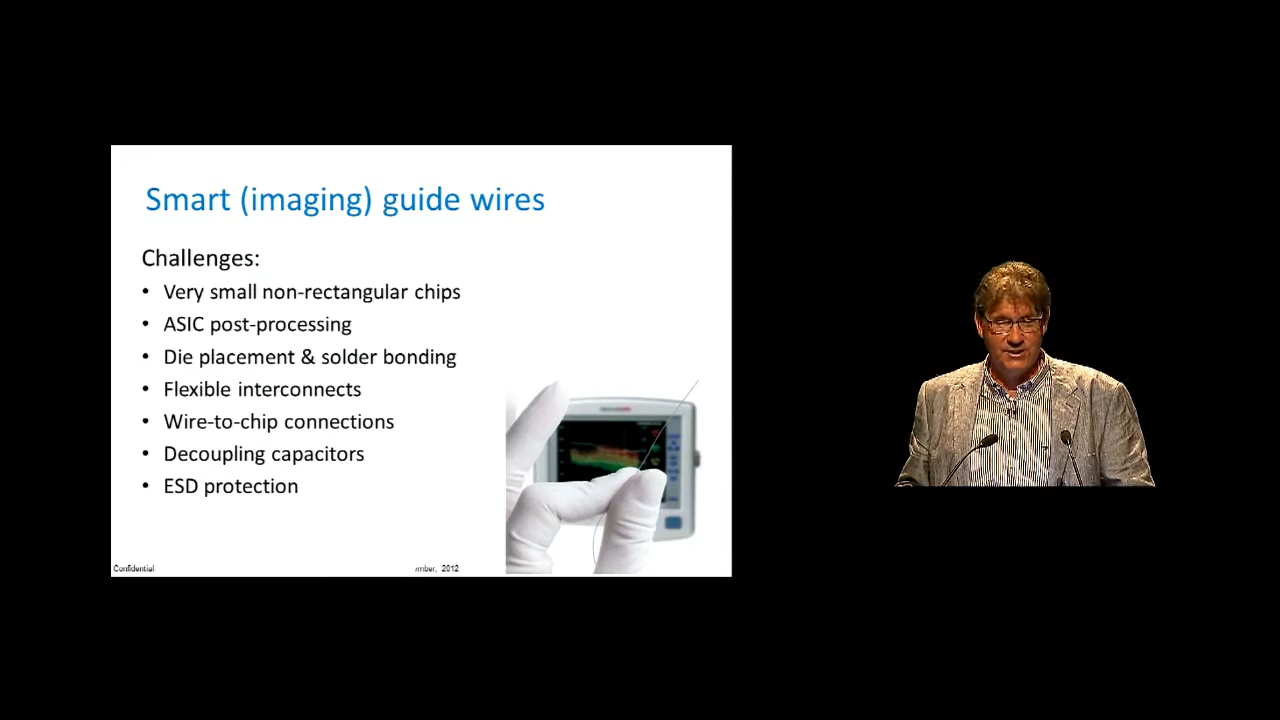 Smart (imaging) guide wires
Challenges:
• Very small non-rectangular chips
• ASIC post-processing
• Die placement & solder bonding
• Flexible interconnects
• Wire-to-chip connections
• Decoupling capacitors
• ESD protection
Confidential
mber, 2012